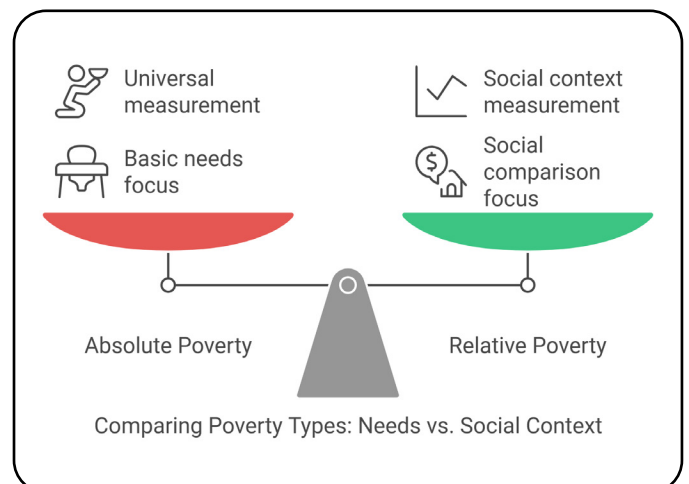 Universal
measurement
Basic needs
focus
Social context
measurement
Social
comparison
focus
$
Absolute Poverty
Relative Poverty
Comparing Poverty Types: Needs vs. Social Context